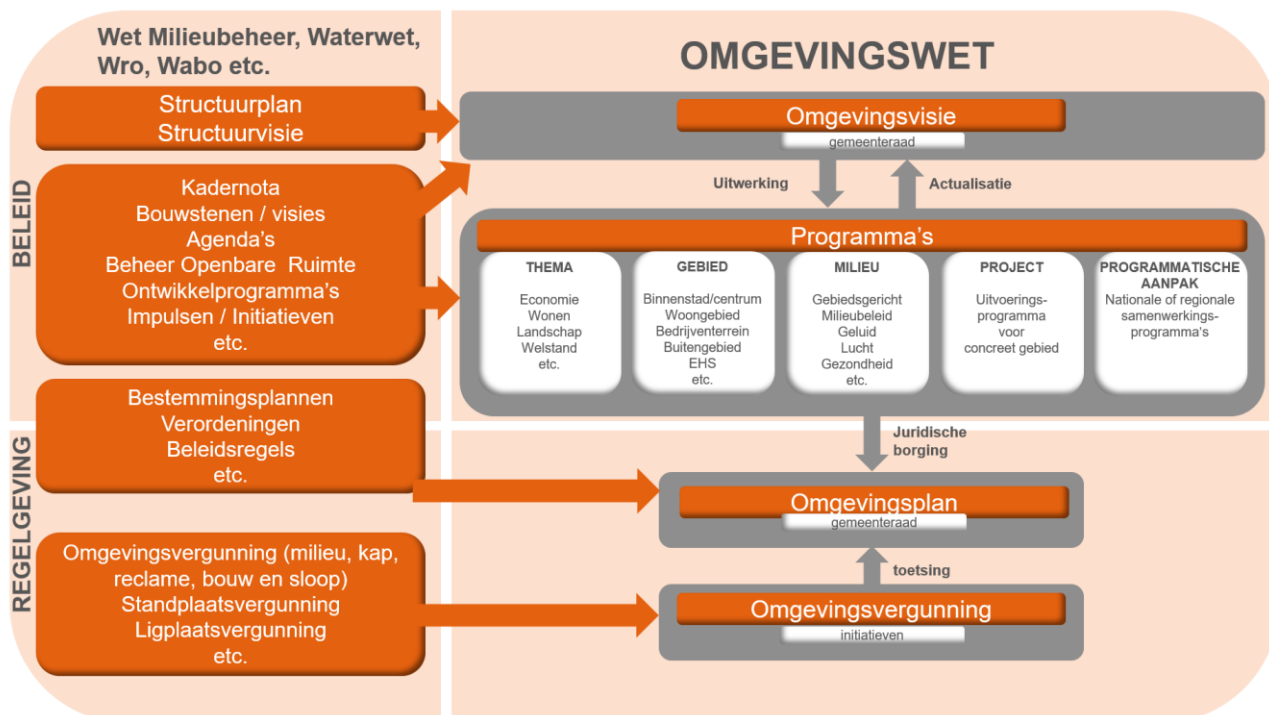 Wet Milieubeheer, Waterwet,
Wro, Wabo etc.
OMGEVINGSWET
BELEID
Structuurplan
Structuurvisie
Kadernota
Bouwstenen / visies
Agenda's
Beheer Openbare Ruimte
Ontwikkelprogramma's
Impulsen / Initiatieven
etc.
Omgevingsvisie
gemeenteraad
Uitwerking
Actualisatie
Programma's
THEMA
Economie
Wonen
Landschap
Welstand
etc.
GEBIED
Binnenstad/centrum
Woongebied
Bedrijventerrein
Buitengebied
EHS
etc.
MILIEU
Gebiedsgericht
Milieubeleid
Geluid
Lucht
Gezondheid
etc.
PROJECT
Uitvoerings-
programma
voor
concreet gebied
PROGRAMMATISCHE
AANPAK
Nationale of regionale
samenwerkings-
programma's
REGELGEVING
Bestemmingsplannen
Verordeningen
Beleidsregels
etc.
Juridische
borging
Omgevingsplan
gemeenteraad
toetsing
Omgevingsvergunning (milieu, kap,
reclame, bouw en sloop)
Standplaatsvergunning
Ligplaatsvergunning
etc.
Omgevingsvergunning
initiatieven